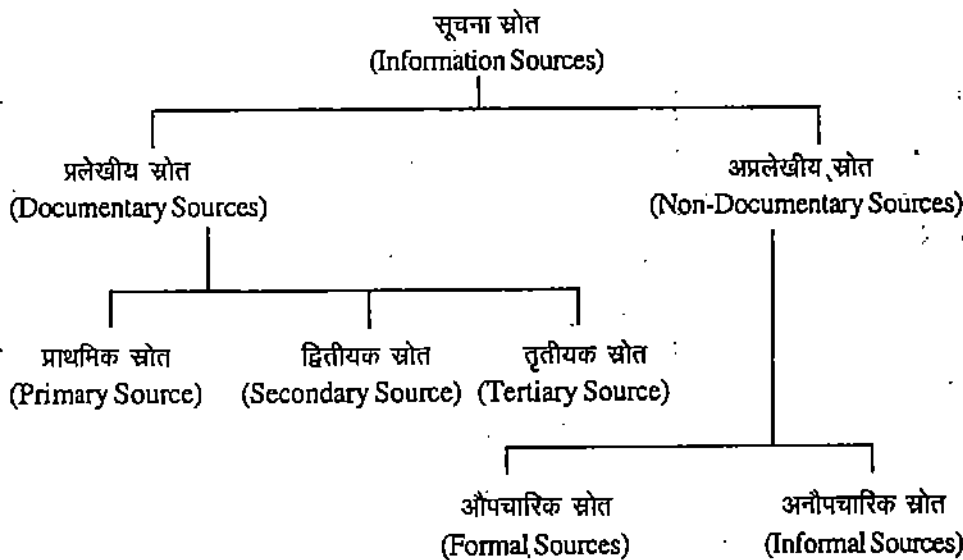 सूचना स्रोत
(Information Sources)
प्रलेखीय स्रोत
(Documentary Sources)
अप्रलेखीय स्रोत
(Non-Documentary Sources)
प्राथमिक स्रोत
(Primary Source)
द्वितीयक स्रोत
(Secondary Source)
तृतीयक स्रोत
(Tertiary Source)
औपचारिक स्रोत
(Formal Sources)
अनौपचारिक स्रोत
(Informal Sources)